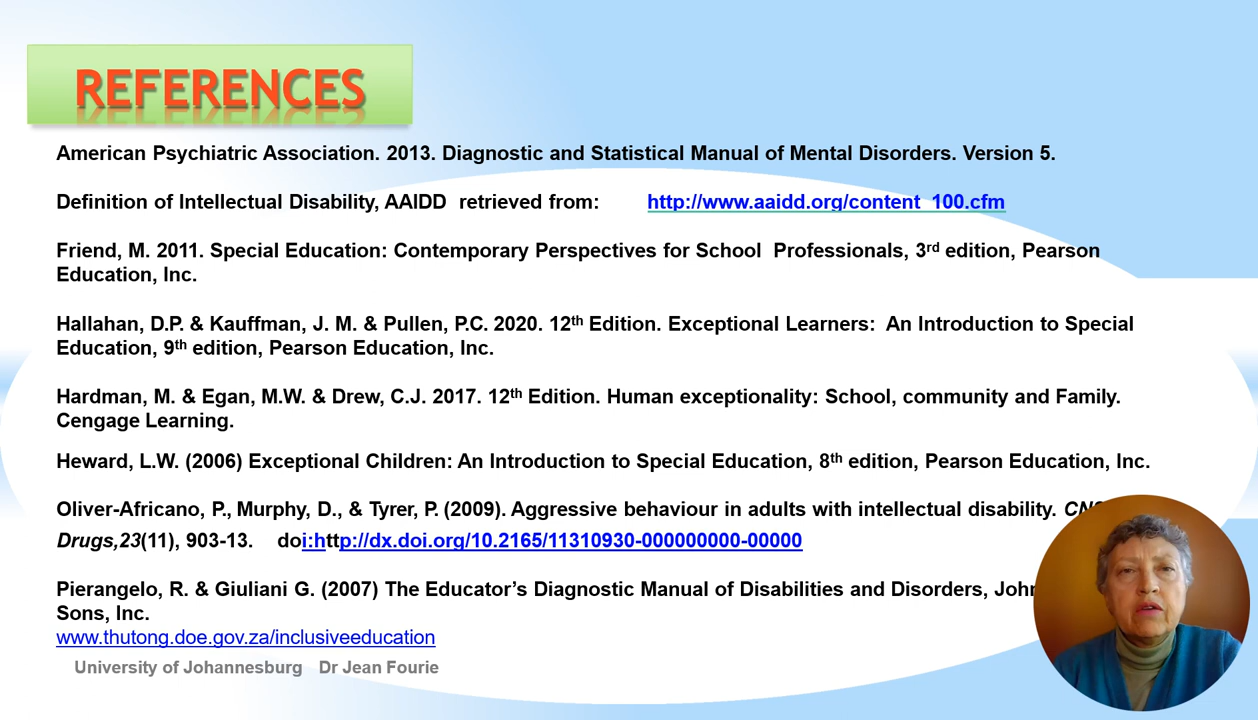 REFERENCES
American Psychiatric Association. 2013. Diagnostic and Statistical Manual of Mental Disorders. Version 5.
Definition of Intellectual Disability, AAIDD retrieved from: http://www.aaidd.org/content_100.cfm
Friend, M. 2011. Special Education: Contemporary Perspectives for School Professionals, 3rd edition, Pearson
Education, Inc.
Hallahan, D.P. & Kauffman, J. M. & Pullen, P.C. 2020. 12th Edition. Exceptional Learners: An Introduction to Special
Education, 9th edition, Pearson Education, Inc.
Hardman, M. & Egan, M.W. & Drew, C.J. 2017. 12th Edition. Human exceptionality: School, community and Family.
Cengage Learning.
Heward, L.W. (2006) Exceptional Children: An Introduction to Special Education, 8th edition, Pearson Education, Inc.
Oliver-Africano, P., Murphy, D., & Tyrer, P. (2009). Aggressive behaviour in adults with intellectual disability. CNS
Drugs,23(11), 903-13. doi:http://dx.doi.org/10.2165/11310930-000000000-00000
Pierangelo, R. & Giuliani G. (2007) The Educator’s Diagnostic Manual of Disabilities and Disorders, John
Sons, Inc.
www.thutong.doe.gov.za/inclusiveeducation
University of Johannesburg Dr Jean Fourie